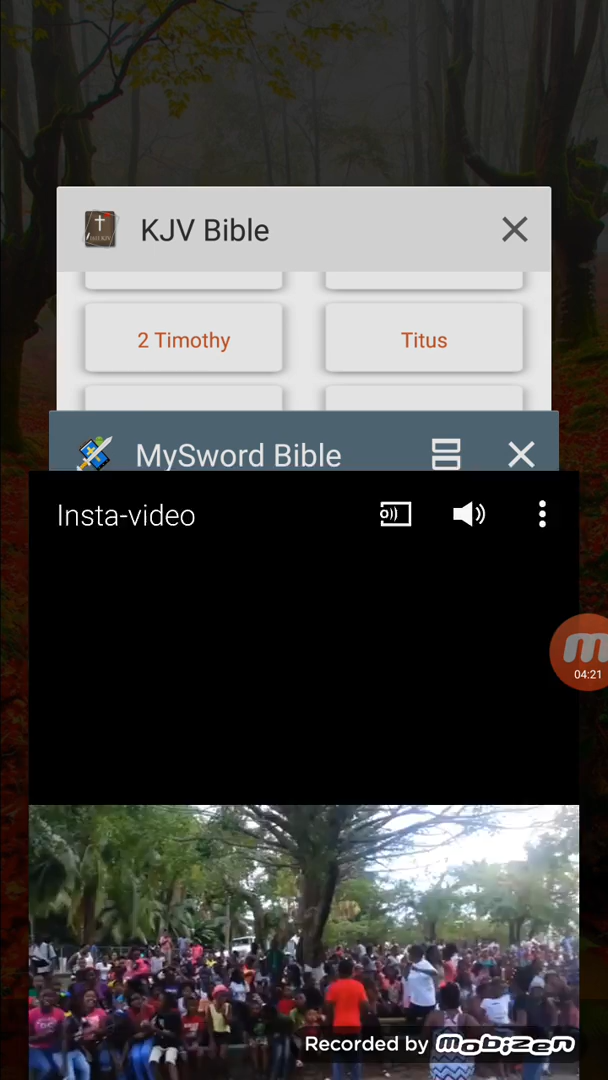 KJV Bible
2 Timothy
Titus
MySword Bible
Insta-video
04:21
Recorded by mobizen